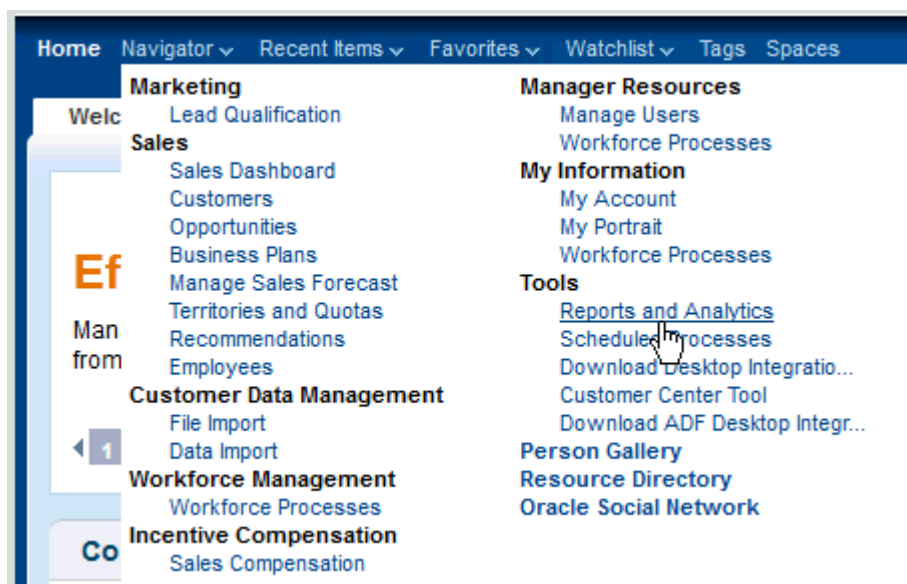 Home Navigator Recent Items Favorites Watchlist Tags Spaces
Welc
Ef
Man
from
1
Co
Marketing
Lead Qualification
Sales
Sales Dashboard
Customers
Opportunities
Business Plans
Manage Sales Forecast
Territories and Quotas
Recommendations
Employees
Customer Data Management
File Import
Data Import
Workforce Management
Workforce Processes
Incentive Compensation
Sales Compensation
Manager Resources
Manage Users
Workforce Processes
My Information
My Account
My Portrait
Workforce Processes
Tools
Reports and Analytics
Scheduled Processes
Download Desktop Integratio...
Customer Center Tool
Download ADF Desktop Integr...
Person Gallery
Resource Directory
Oracle Social Network